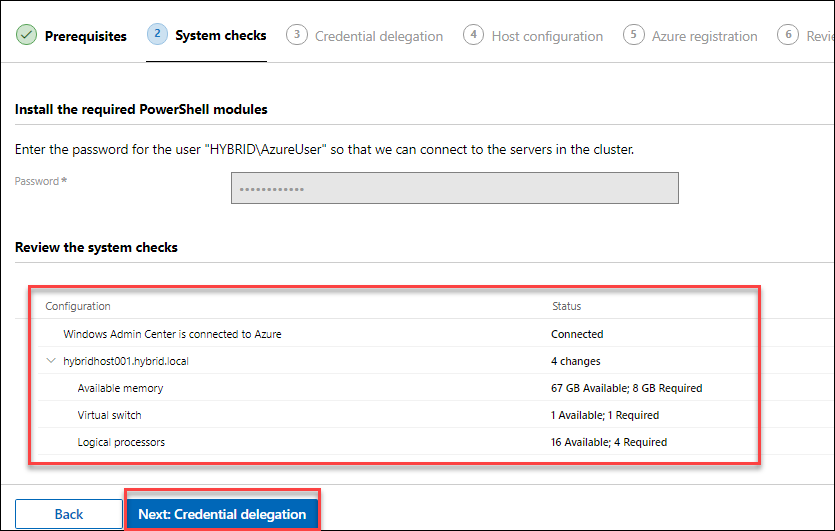 Prerequisites 2 System checks 3 Credential delegation 4 Host configuration 5 Azure registration 6
Install the required PowerShell modules
Enter the password for the user "HYBRID\AzureUser" so that we can connect to the servers in the cluster.
Password *
••••••••••••
Review the system checks
Configuration Status
Windows Admin Center is connected to Azure Connected
hybridhost001.hybrid.local 4 changes
Available memory 67 GB Available; 8 GB Required
Virtual switch 1 Available; 1 Required
Logical processors 16 Available; 4 Required
Back Next: Credential delegation